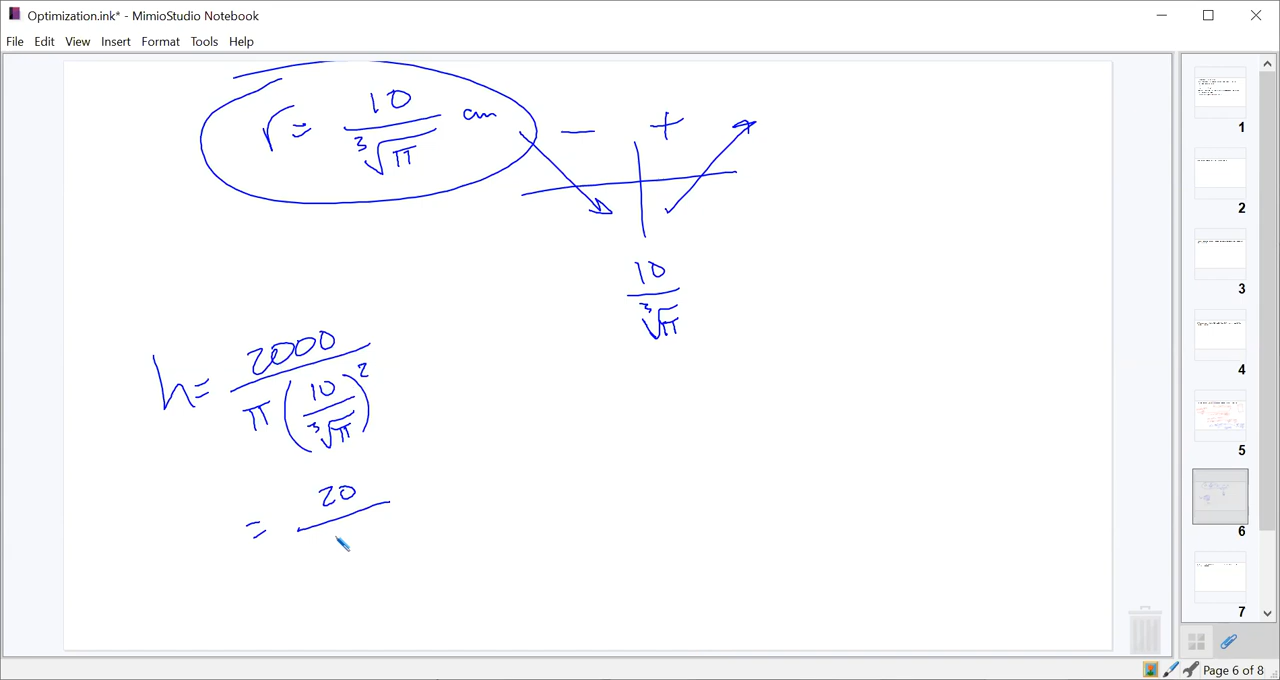 Optimization.ink* - MimioStudio Notebook
File Edit View Insert Format Tools Help
r = 10 / ∛π cm
− +
10 / ∛π
h = 2000 / π (10 / ∛π)²
= 20
1
2
3
4
5
6
7
Page 6 of 8